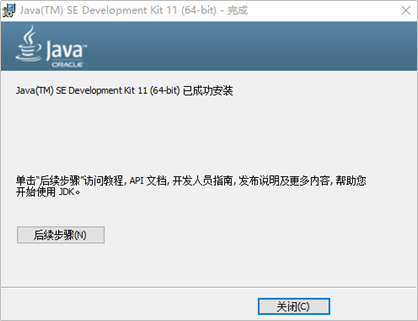 Java(TM) SE Development Kit 11 (64-bit) - 完成
Java™
ORACLE
Java(TM) SE Development Kit 11 (64-bit) 已成功安装
单击“后续步骤”访问教程, API 文档, 开发人员指南, 发布说明及更多内容, 帮助您
开始使用 JDK。
后续步骤(N)
关闭(C)